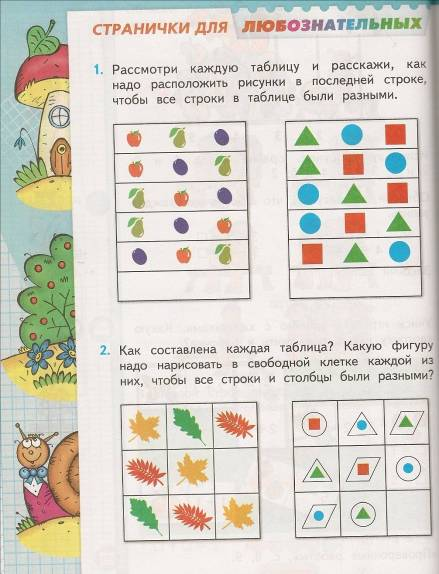 СТРАНИЧКИ ДЛЯ ЛЮБОЗНАТЕЛЬНЫХ
1. Рассмотри каждую таблицу и расскажи, как
надо расположить рисунки в последней строке,
чтобы все строки в таблице были разными.
2. Как составлена каждая таблица? Какую фигуру
надо нарисовать в свободной клетке каждой из
них, чтобы все строки и столбцы были разными?